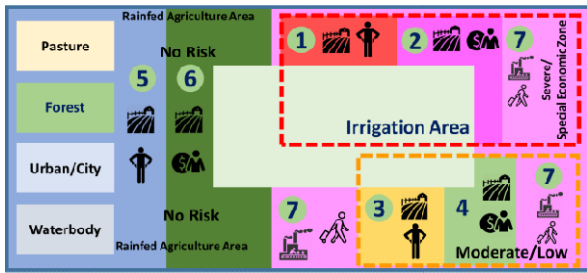 Rainfed Agriculture Area
Pasture
No Risk
1
2
7
5
6
Severe/
Special Economic Zone
Forest
Irrigation Area
Urban/City
7
3
4
7
No Risk
Waterbody
Rainfed Agriculture Area
Moderate/Low